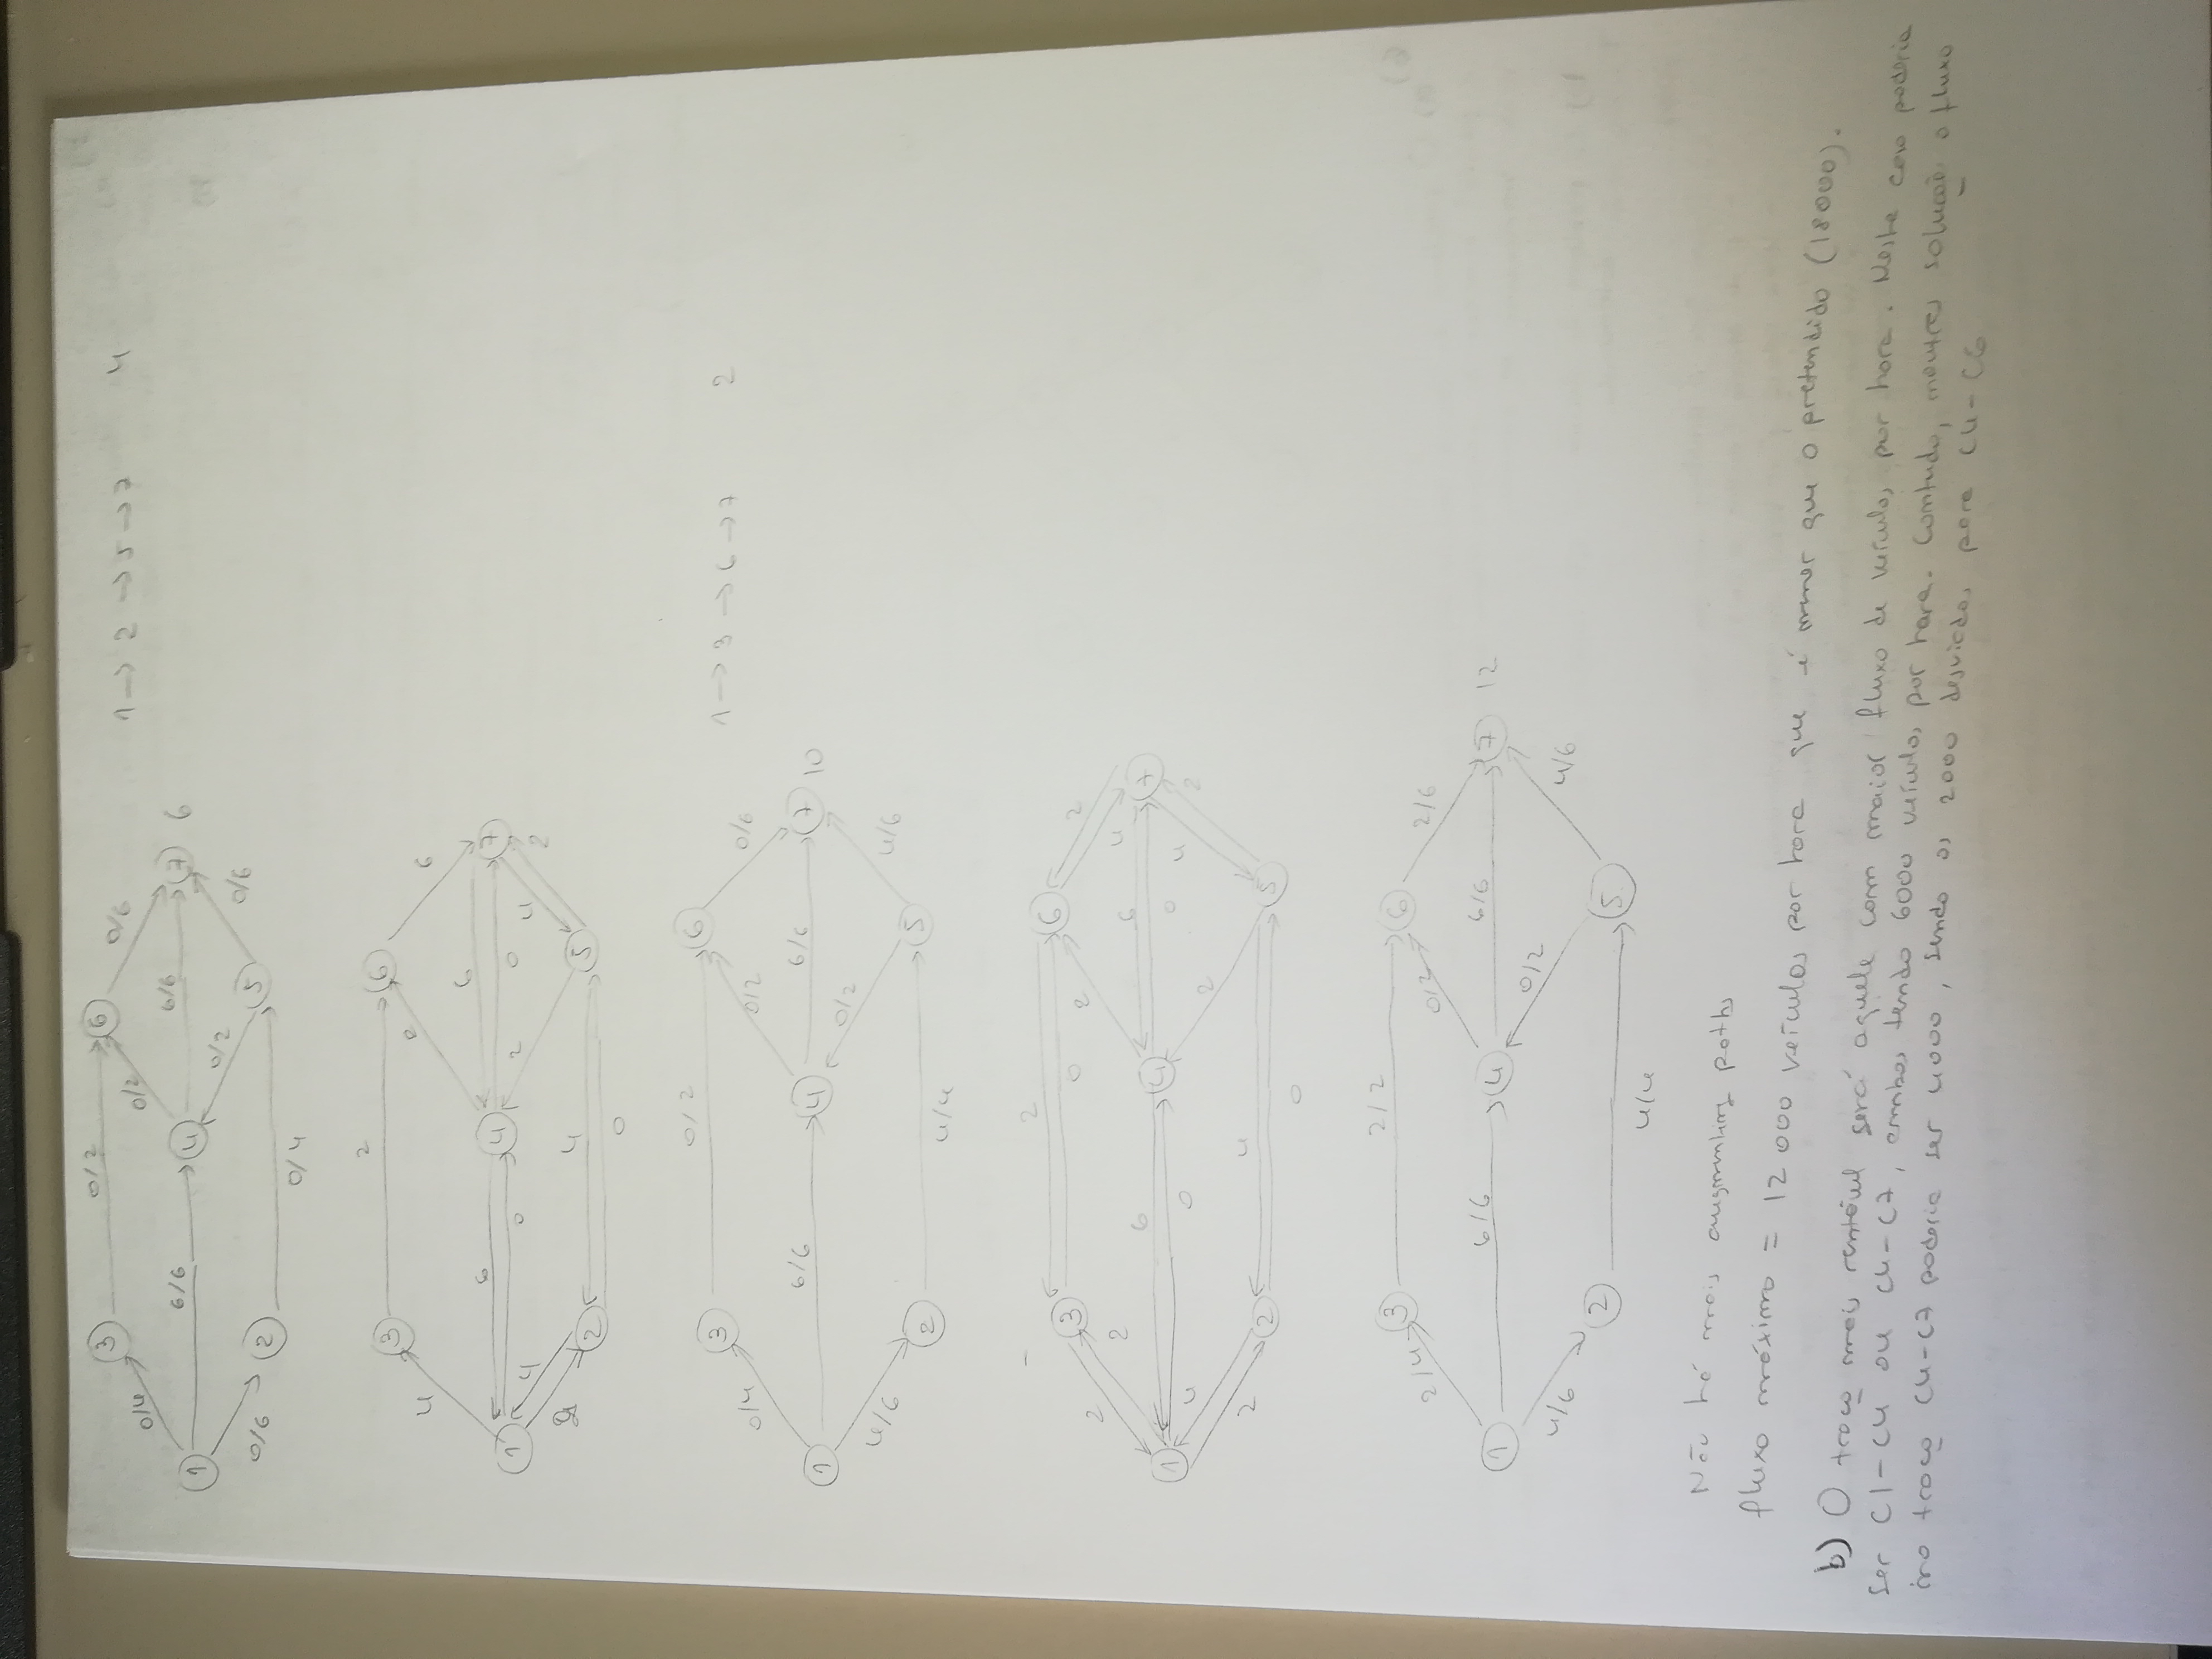 3 0/2 6
0/4 0/2 0/6 1 → 2 → 5 → 7 4
1 6/6 4 6/6 7 6
0/6 2 0/2 5 0/6
0/4
3 2 6
4 2 6
1 6 0 4 6 0 7
4 2 4 2
2 2 4 5
0
3 0/2 6 1 → 3 → 6 → 7 2
0/4 0/2 0/6
1 6/6 4 6/6 7 10
4/6 0/2 4/6
2 4/4 5
3 2 0 6
2 2 2 4 2
1 6 0 4 6 0 7
4 2 2 4 2
2 4 5
0
3 2/2 6
2/4 0/2 2/6
1 6/6 4 6/6 7 12
4/6 0/2 4/6
2 4/4 5
Não há mais augmenting paths
fluxo máximo = 12 000 veículos por hora que é menor que o pretendido (18000).
b) O troço mais rentável será aquele com maior fluxo de veículos por hora. Neste caso poderia
ser C1-C4 ou C4-C7, ambos tendo 6000 veículos por hora. Contudo, noutras solução o fluxo
no troço C4-C7 poderia ser 4000, sendo os 2000 desviados para C4-C6